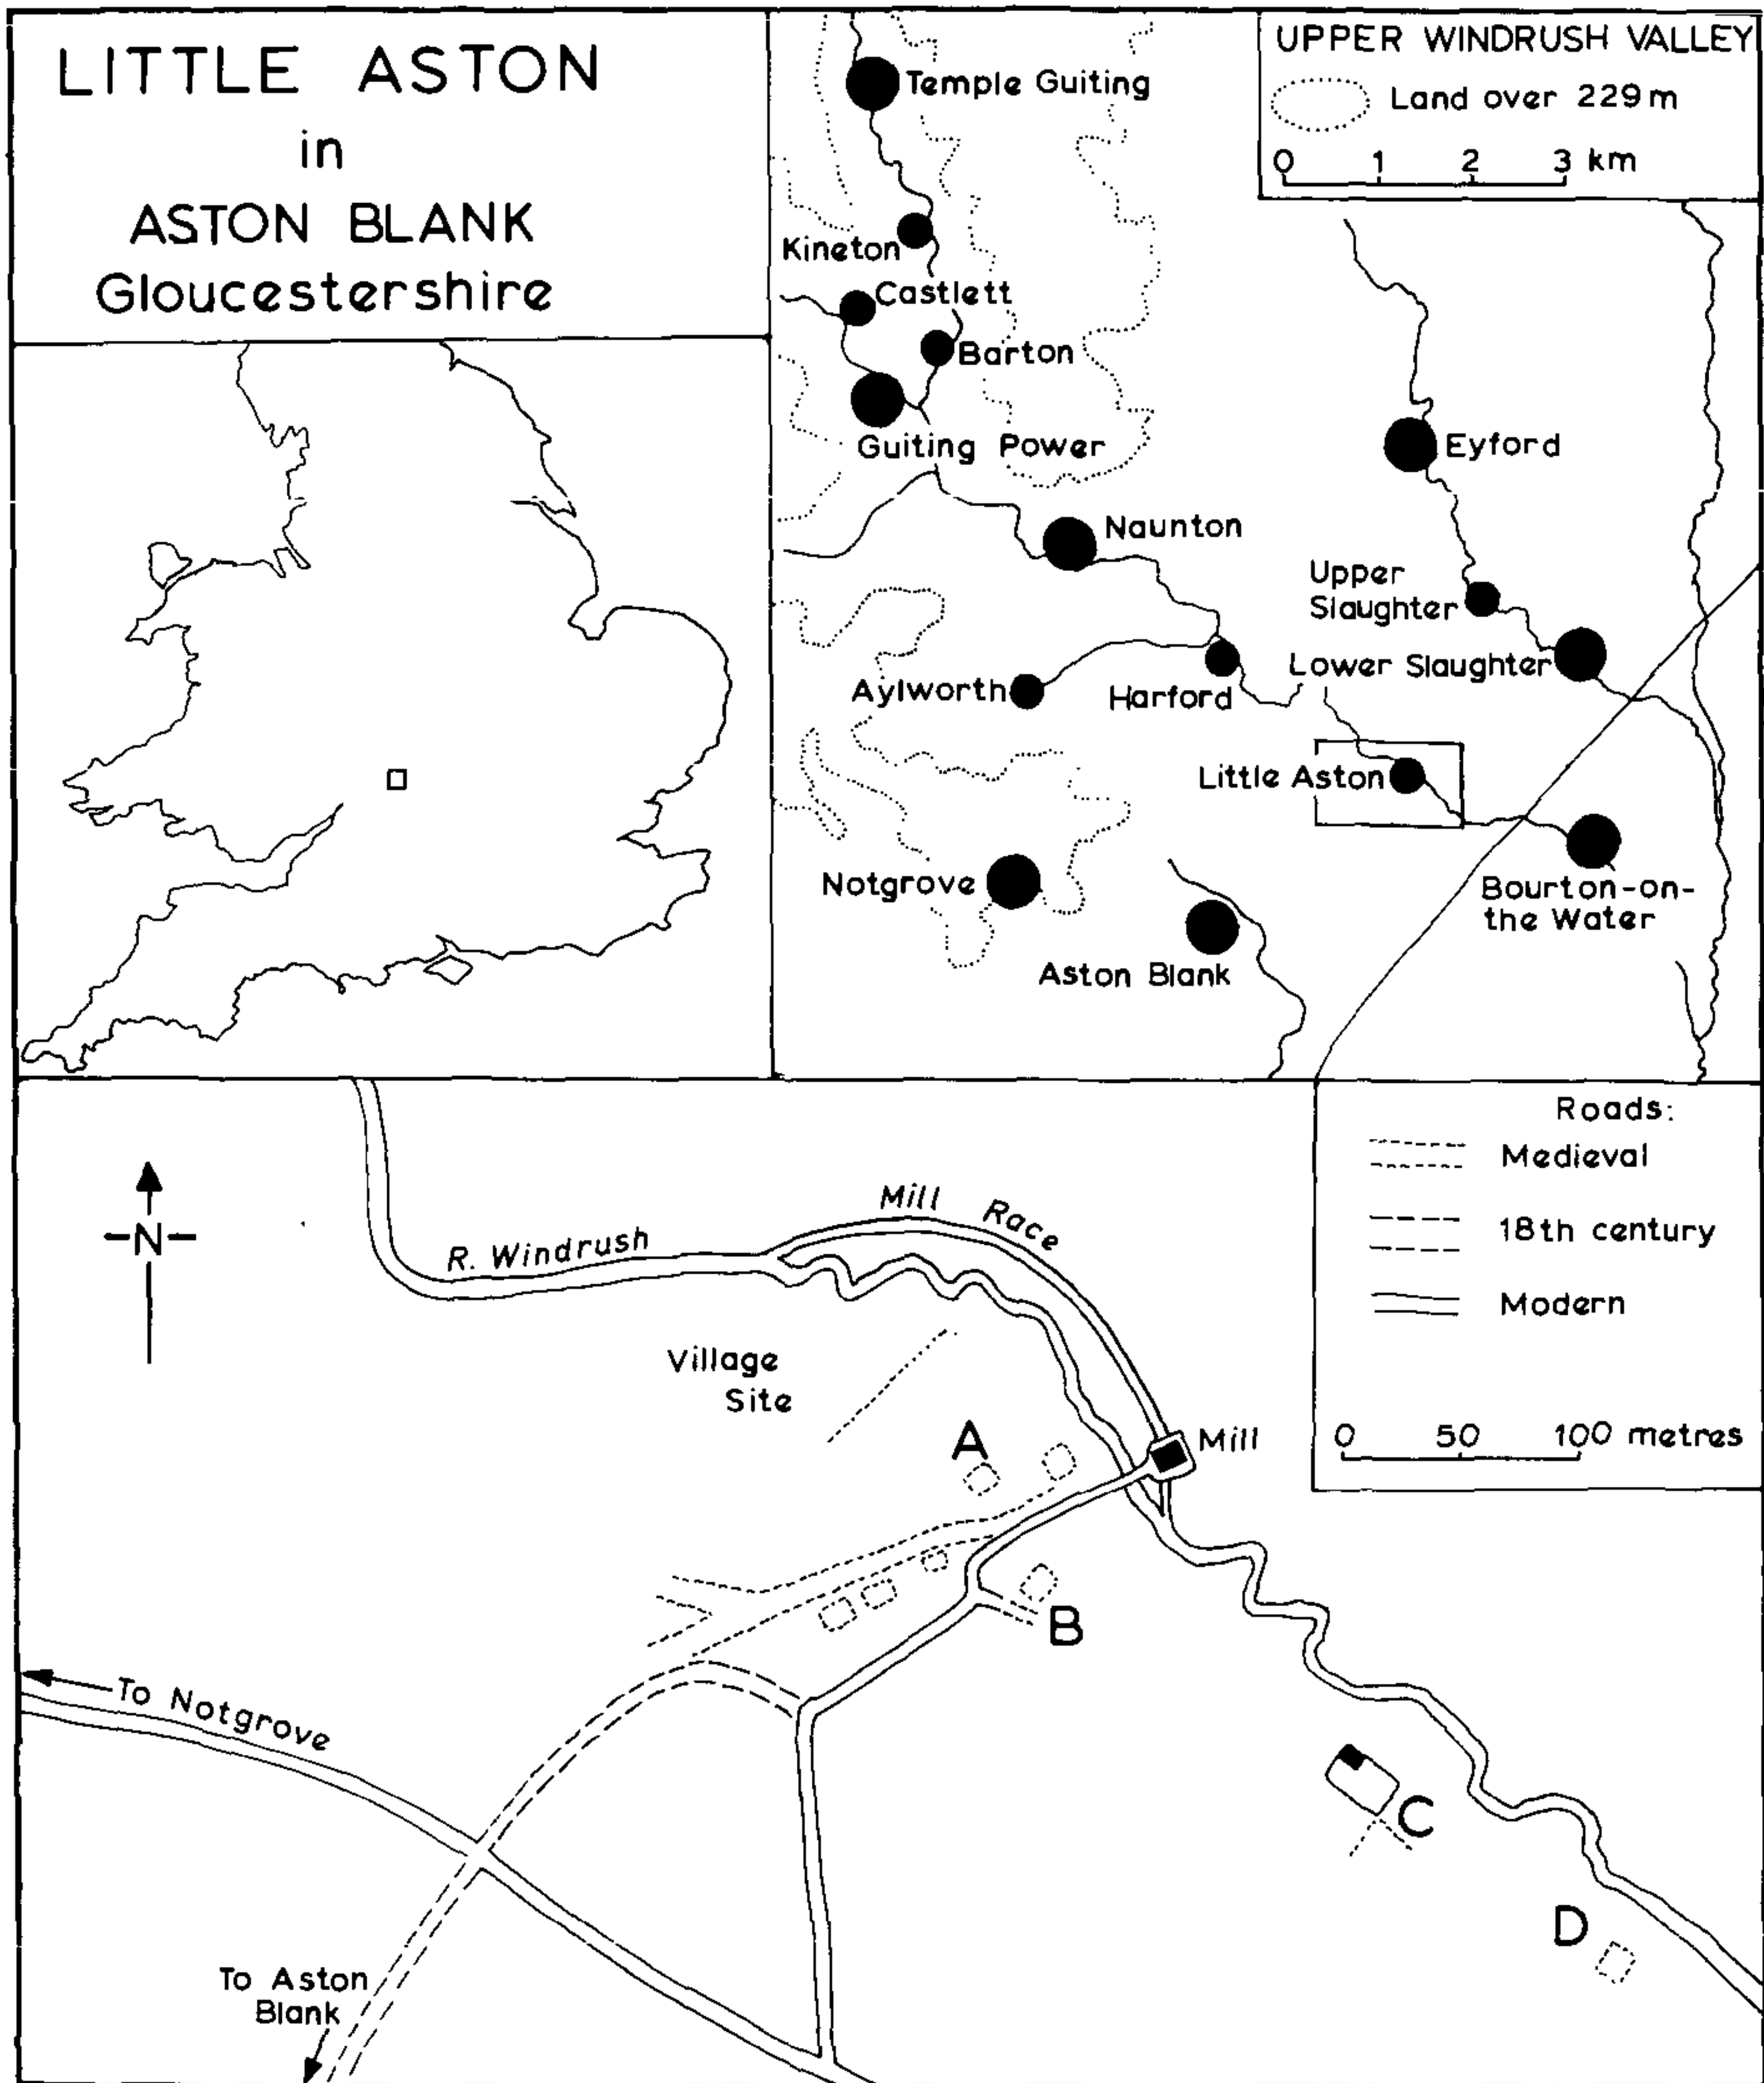 LITTLE ASTON
in
ASTON BLANK
Gloucestershire
UPPER WINDRUSH VALLEY
Land over 229 m
0 1 2 3 km
Temple Guiting
Kineton
Castlett
Barton
Guiting Power
Eyford
Naunton
Upper
Slaughter
Lower Slaughter
Aylworth
Harford
Little Aston
Notgrove
Bourton-on-
the Water
Aston Blank
Roads:
Medieval
18th century
Modern
0 50 100 metres
N
Mill Race
R. Windrush
Village
Site
A
Mill
B
To Notgrove
C
D
To Aston
Blank